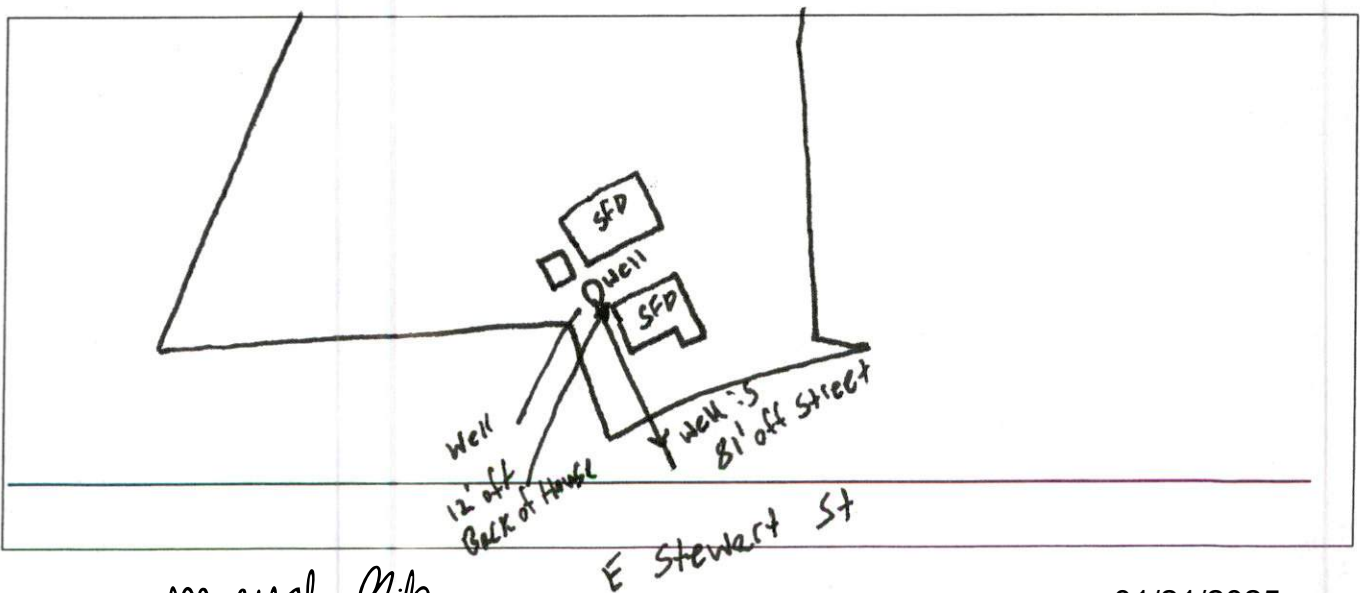 SFD
Well
SFD
well is
81' off Street
Well
12' off
Back of House
E Stewart St